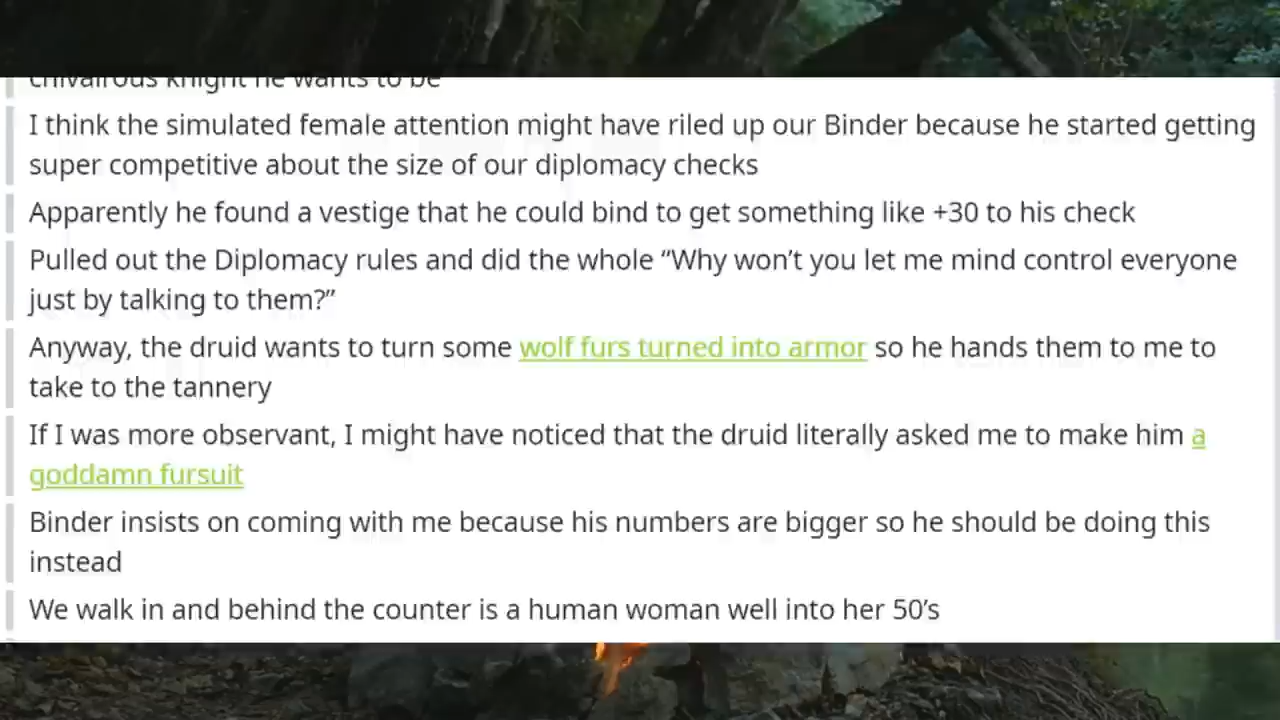 chivalrous knight he wants to be
I think the simulated female attention might have riled up our Binder because he started getting
super competitive about the size of our diplomacy checks
Apparently he found a vestige that he could bind to get something like +30 to his check
Pulled out the Diplomacy rules and did the whole “Why won’t you let me mind control everyone
just by talking to them?”
Anyway, the druid wants to turn some wolf furs turned into armor so he hands them to me to
take to the tannery
If I was more observant, I might have noticed that the druid literally asked me to make him a
goddamn fursuit
Binder insists on coming with me because his numbers are bigger so he should be doing this
instead
We walk in and behind the counter is a human woman well into her 50’s